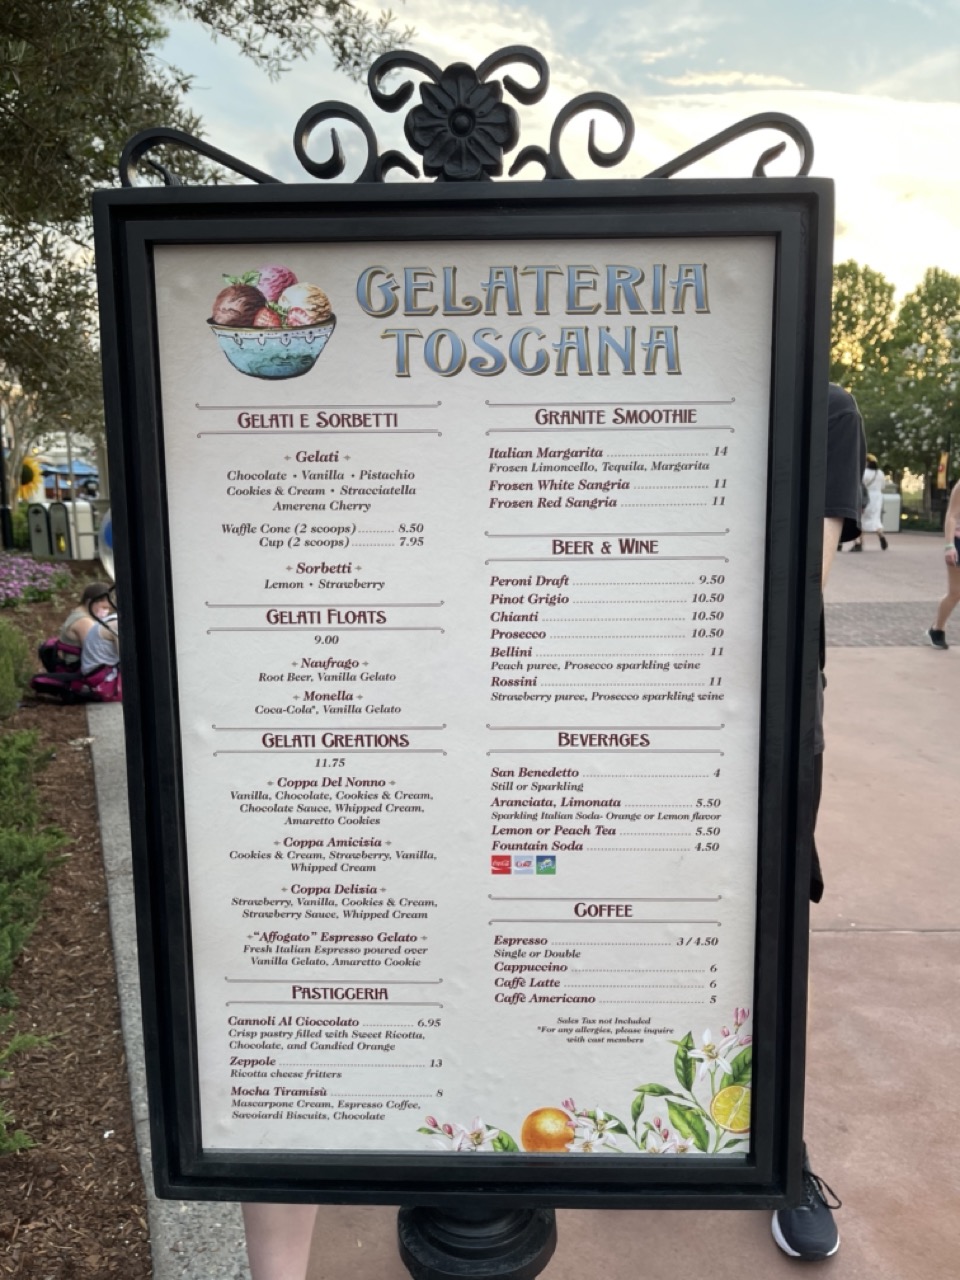 GELATERIA
TOSCANA
GELATI E SORBETTI
Gelati
Chocolate • Vanilla • Pistachio
Cookies & Cream • Stracciatella
Amerena Cherry
Waffle Cone (2 scoops).......... 8.50
Cup (2 scoops)................ 7.95
Sorbetti
Lemon • Strawberry
GELATI FLOATS
9.00
Naufrago
Root Beer, Vanilla Gelato
Monella
Coca-Cola*, Vanilla Gelato
GELATI CREATIONS
11.75
Coppa Del Nonno
Vanilla, Chocolate, Cookies & Cream,
Chocolate Sauce, Whipped Cream,
Amaretto Cookies
Coppa Amicisia
Cookies & Cream, Strawberry, Vanilla,
Whipped Cream
Coppa Delisia
Strawberry, Vanilla, Cookies & Cream,
Strawberry Sauce, Whipped Cream
"Affogato" Espresso Gelato
Fresh Italian Espresso poured over
Vanilla Gelato, Amaretto Cookie
PASTICCERIA
Cannoli Al Cioccolato ............ 6.95
Crisp pastry filled with Sweet Ricotta,
Chocolate, and Candied Orange
Zeppole ............ 13
Ricotta cheese fritters
Mocha Tiramisù ............ 8
Mascarpone Cream, Espresso Coffee,
Savoiardi Biscuits, Chocolate
GRANITE SMOOTHIE
Italian Margarita ............ 14
Frozen Limoncello, Tequila, Margarita
Frozen White Sangria ............ 11
Frozen Red Sangria ............ 11
BEER & WINE
Peroni Draft ............ 9.50
Pinot Grigio ............ 10.50
Chianti ............ 10.50
Prosecco ............ 10.50
Bellini ............ 11
Peach puree, Prosecco sparkling wine
Rossini ............ 11
Strawberry puree, Prosecco sparkling wine
BEVERAGES
San Benedetto ............ 4
Still or Sparkling
Aranciata, Limonata ............ 5.50
Sparkling Italian Soda- Orange or Lemon flavor
Lemon or Peach Tea ............ 5.50
Fountain Soda ............ 4.50
COFFEE
Espresso ............ 3 / 4.50
Single or Double
Cappuccino ............ 6
Caffè Latte ............ 6
Caffè Americano ............ 5
Sales Tax not Included
*For any allergies, please inquire
with cast members